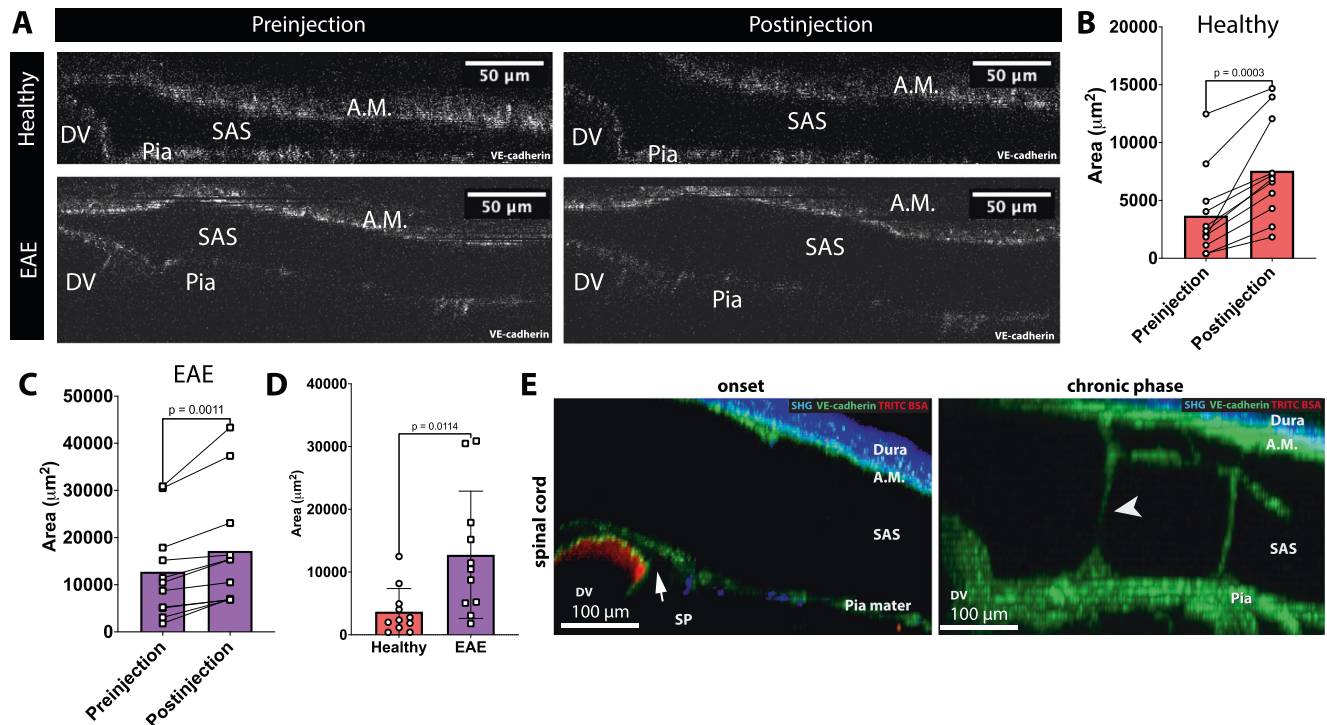 A
Preinjection
Postinjection
Healthy
50 µm
A.M.
SAS
DV
Pia
VE-cadherin
50 µm
A.M.
SAS
DV
Pia
VE-cadherin
EAE
50 µm
A.M.
SAS
DV
Pia
VE-cadherin
50 µm
A.M.
SAS
DV
Pia
VE-cadherin
B
Healthy
Area (µm²)
20000
15000
10000
5000
0
p = 0.0003
Preinjection
Postinjection
C
EAE
Area (µm²)
50000
40000
30000
20000
10000
0
p = 0.0011
Preinjection
Postinjection
D
Area (µm²)
40000
30000
20000
10000
0
p = 0.0114
Healthy
EAE
E
onset
chronic phase
spinal cord
SHG VE-cadherin TRITC BSA
Dura
A.M.
SAS
DV
100 µm
SP
Pia mater
SHG VE-cadherin TRITC BSA
Dura
A.M.
SAS
DV
Pia
100 µm